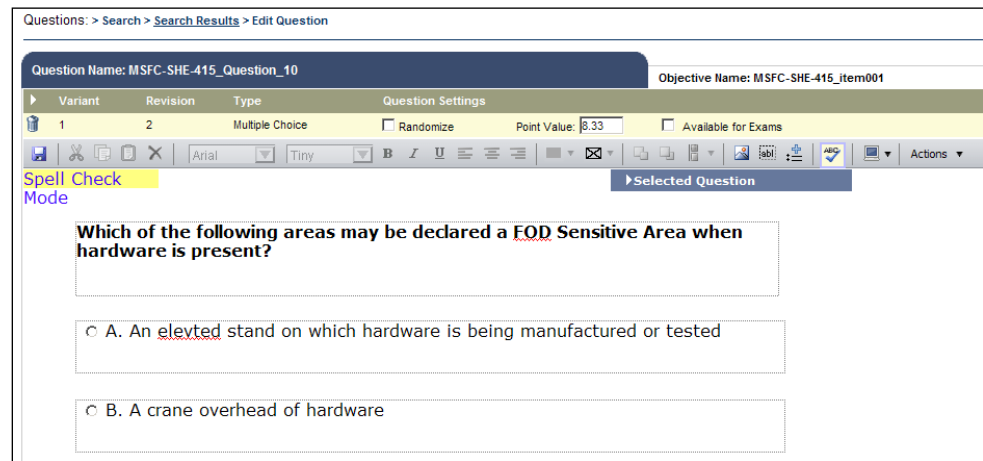 Questions: > Search > Search Results > Edit Question
Question Name: MSFC-SHE-415_Question_10
Objective Name: MSFC-SHE-415_item001
Variant Revision Type Question Settings
1 2 Multiple Choice Randomize Point Value: 8.33 Available for Exams
Arial Tiny B I U abl ABC Actions
Spell Check
Mode
Selected Question
Which of the following areas may be declared a FOD Sensitive Area when
hardware is present?
A. An elevted stand on which hardware is being manufactured or tested
B. A crane overhead of hardware